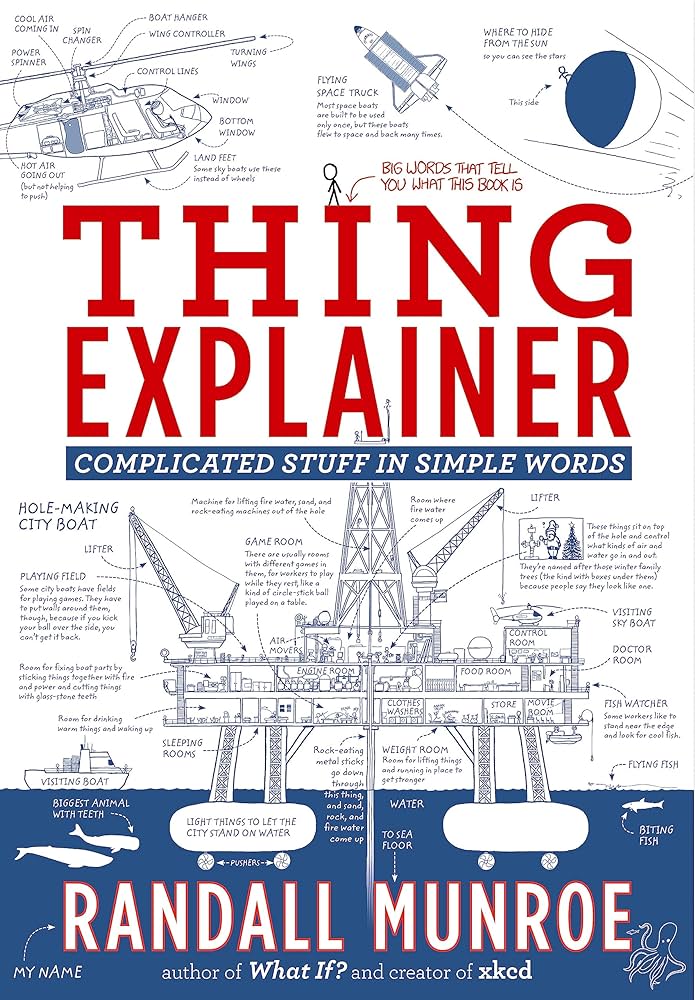 COOL AIR
COMING IN
SPIN
CHANGER
BOAT HANGER
WING CONTROLLER
POWER
SPINNER
TURNING
WINGS
CONTROL LINES
WINDOW
BOTTOM
WINDOW
HOT AIR
GOING OUT
(but not helping
to push)
LAND FEET
Some sky boats use these
instead of wheels
FLYING
SPACE TRUCK
Most space boats
are built to be used
only once, but these boats
flew to space and back many times.
WHERE TO HIDE
FROM THE SUN
so you can see the stars
This side
BIG WORDS THAT TELL
YOU WHAT THIS BOOK IS
THING
EXPLAINER
COMPLICATED STUFF IN SIMPLE WORDS
HOLE-MAKING
CITY BOAT
Machine for lifting fire water, sand, and
rock-eating machines out of the hole
Room where
fire water
comes up
LIFTER
LIFTER
These things sit on top
of the hole and control
what kinds of air and
water go in and out.
They're named after those winter family
trees (the kind with boxes under them)
because people say they look like one.
GAME ROOM
There are usually rooms
with different games in
them, for workers to play
while they rest, like a
kind of circle-stick ball
played on a table.
PLAYING FIELD
Some city boats have fields
for playing games. They have
to put walls around them,
though, because if you kick
your ball over the side, you
can't get it back.
VISITING
SKY BOAT
CONTROL
ROOM
DOCTOR
ROOM
AIR
MOVERS
Room for fixing boat parts by
sticking things together with fire
and power and cutting things
with glass-stone teeth
ENGINE ROOM
FOOD ROOM
CLOTHES
WASHERS
STORE
MOVIE
ROOM
FISH WATCHER
Some workers like to
stand near the edge
and look for cool fish.
Room for drinking
warm things and waking up
SLEEPING
ROOMS
Rock-eating
metal sticks
go down
through
this thing,
and sand,
rock, and
fire water
come up
WEIGHT ROOM
Room for lifting things
and running in place to
get stronger
FLYING FISH
VISITING BOAT
BIGGEST ANIMAL
WITH TEETH
LIGHT THINGS TO LET THE
CITY STAND ON WATER
PUSHERS
WATER
TO SEA
FLOOR
BITING
FISH
RANDALL MUNROE
MY NAME
author of What If? and creator of xkcd